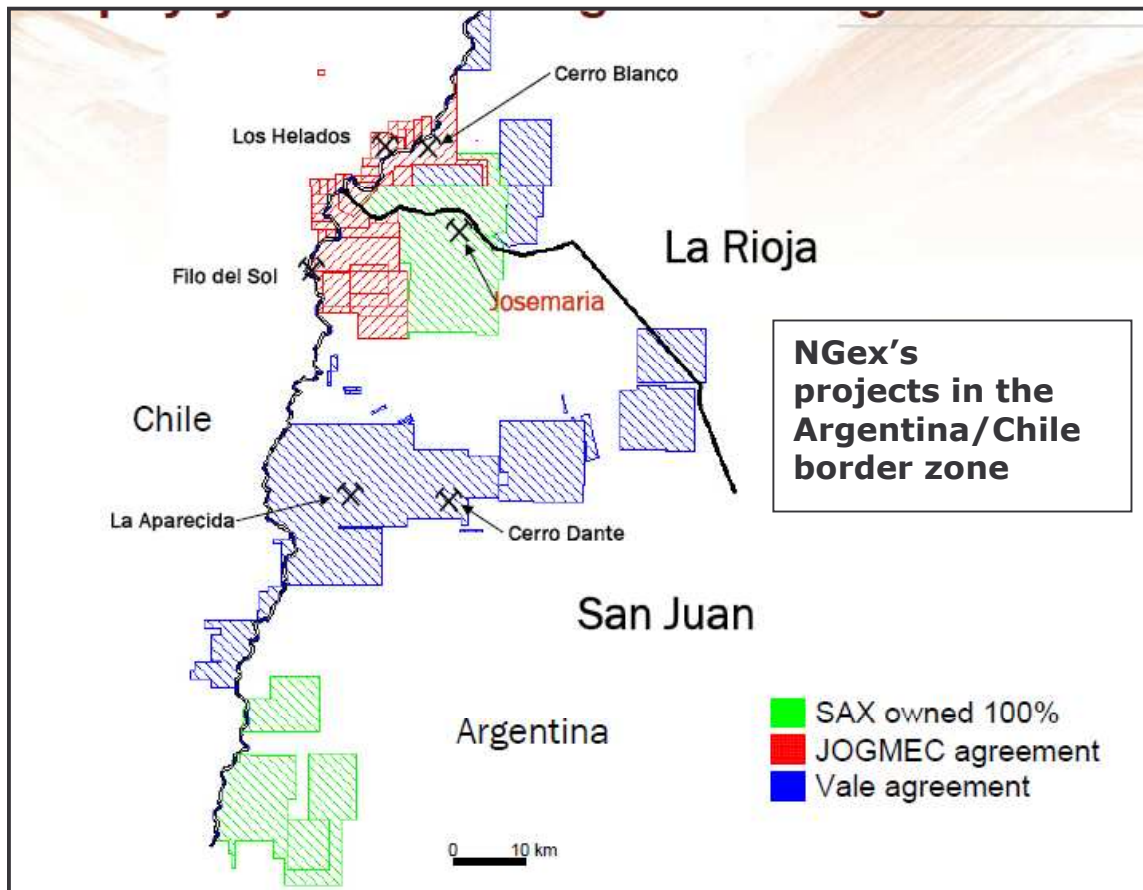 Cerro Blanco
Los Helados
La Rioja
Filo del Sol
Josemaria
NGex’s
projects in the
Argentina/Chile
border zone
Chile
La Aparecida
Cerro Dante
San Juan
Argentina
SAX owned 100%
JOGMEC agreement
Vale agreement
0 10 km